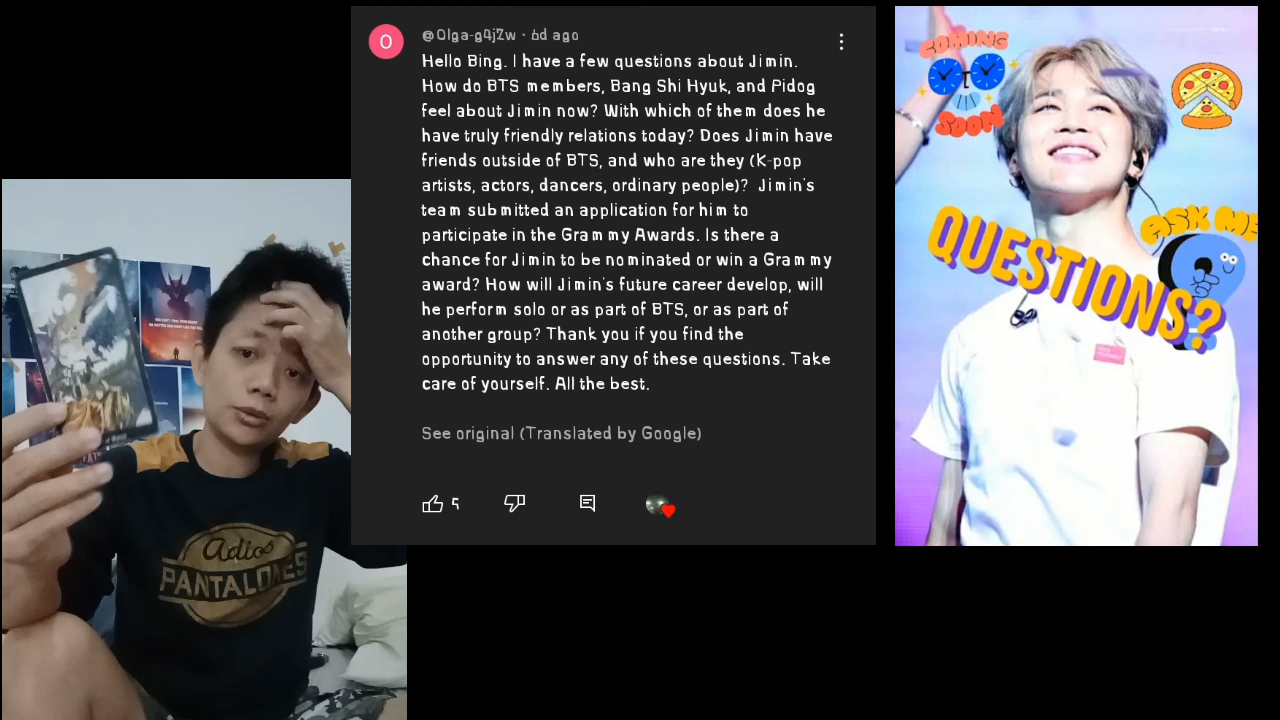 @Olga-g4j2w · 6d ago
Hello Bing. I have a few questions about Jimin.
How do BTS members, Bang Shi Hyuk, and Pidog
feel about Jimin now? With which of them does he
have truly friendly relations today? Does Jimin have
friends outside of BTS, and who are they (K-pop
artists, actors, dancers, ordinary people)?  Jimin's
team submitted an application for him to
participate in the Grammy Awards. Is there a
chance for Jimin to be nominated or win a Grammy
award? How will Jimin's future career develop, will
he perform solo or as part of BTS, or as part of
another group? Thank you if you find the
opportunity to answer any of these questions. Take
care of yourself. All the best.
See original (Translated by Google)
5
O
COMING
SOON
ASK ME
QUESTIONS?
Adios
PANTALONES